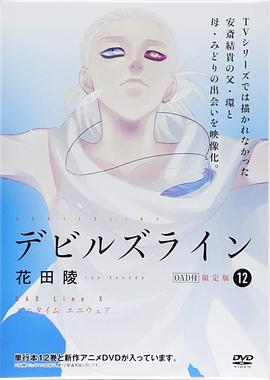 TVシリーズでは描かれなかった
安斎結貴の父・環と
母・みどりの出会いを映像化。
DEVILSLINE
デビルズライン
花田陵
ryo hanada
OAD付 限定版 12
OAD Line.X
エニタイム エニウェア
単行本12巻と新作アニメDVDが入っています。
DVD
VIDEO